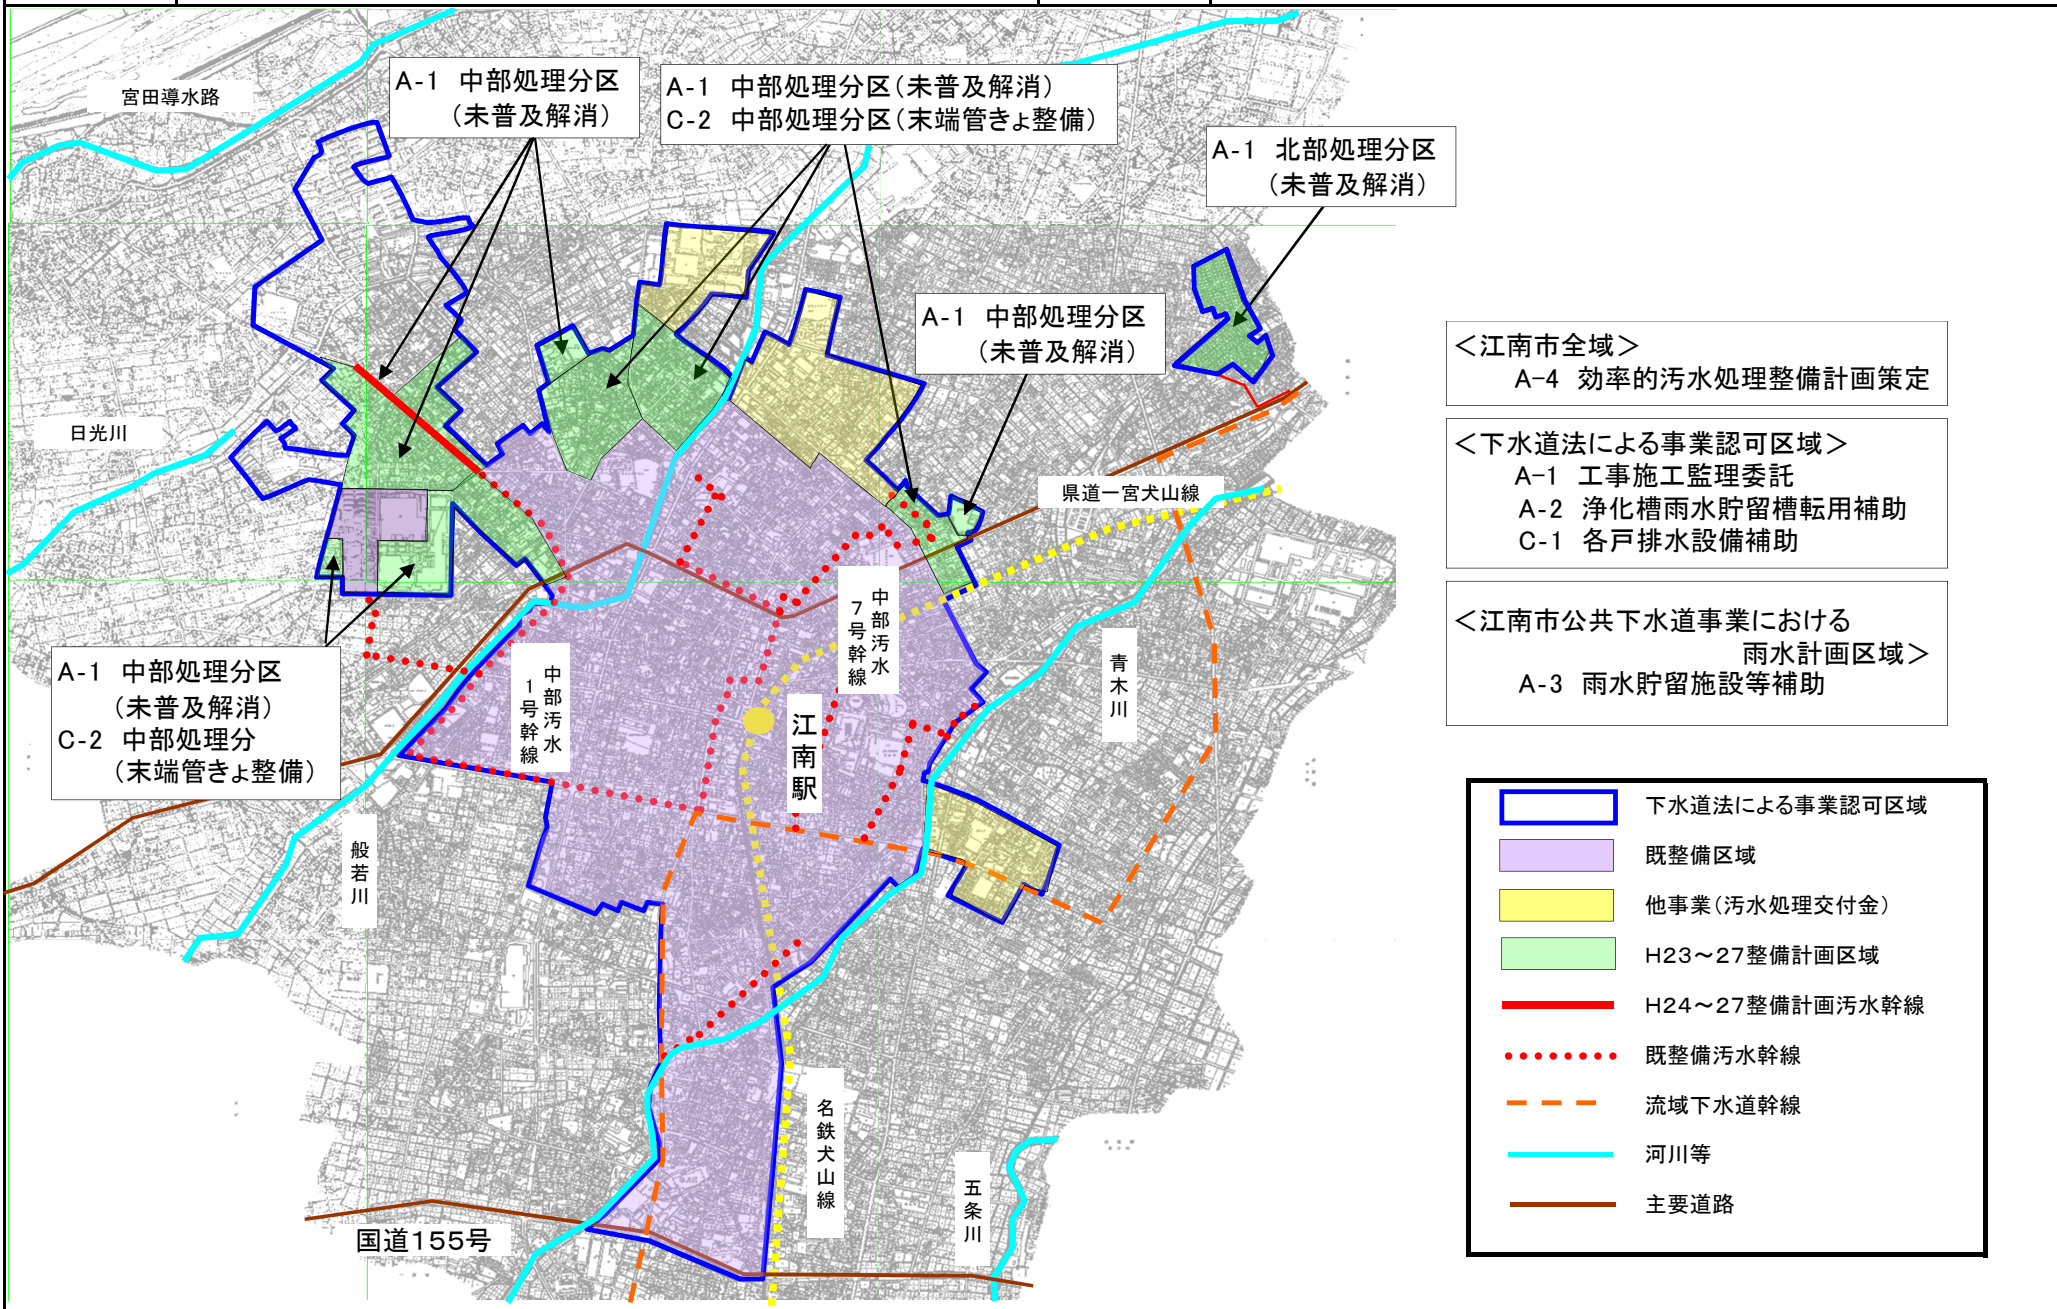 宮田導水路
A-1 中部処理分区
(未普及解消)
A-1 中部処理分区(未普及解消)
C-2 中部処理分区(末端管きょ整備)
A-1 北部処理分区
(未普及解消)
A-1 中部処理分区
(未普及解消)
日光川
県道一宮犬山線
A-1 中部処理分区
(未普及解消)
C-2 中部処理分
(末端管きょ整備)
中部汚水
1号幹線
中部汚水
7号幹線
江南駅
青木川
般若川
名鉄犬山線
五条川
国道155号
<江南市全域>
A-4 効率的汚水処理整備計画策定
<下水道法による事業認可区域>
A-1 工事施工監理委託
A-2 浄化槽雨水貯留槽転用補助
C-1 各戸排水設備補助
<江南市公共下水道事業における
雨水計画区域>
A-3 雨水貯留施設等補助
下水道法による事業認可区域
既整備区域
他事業(汚水処理交付金)
H23~27整備計画区域
H24~27整備計画汚水幹線
既整備汚水幹線
流域下水道幹線
河川等
主要道路